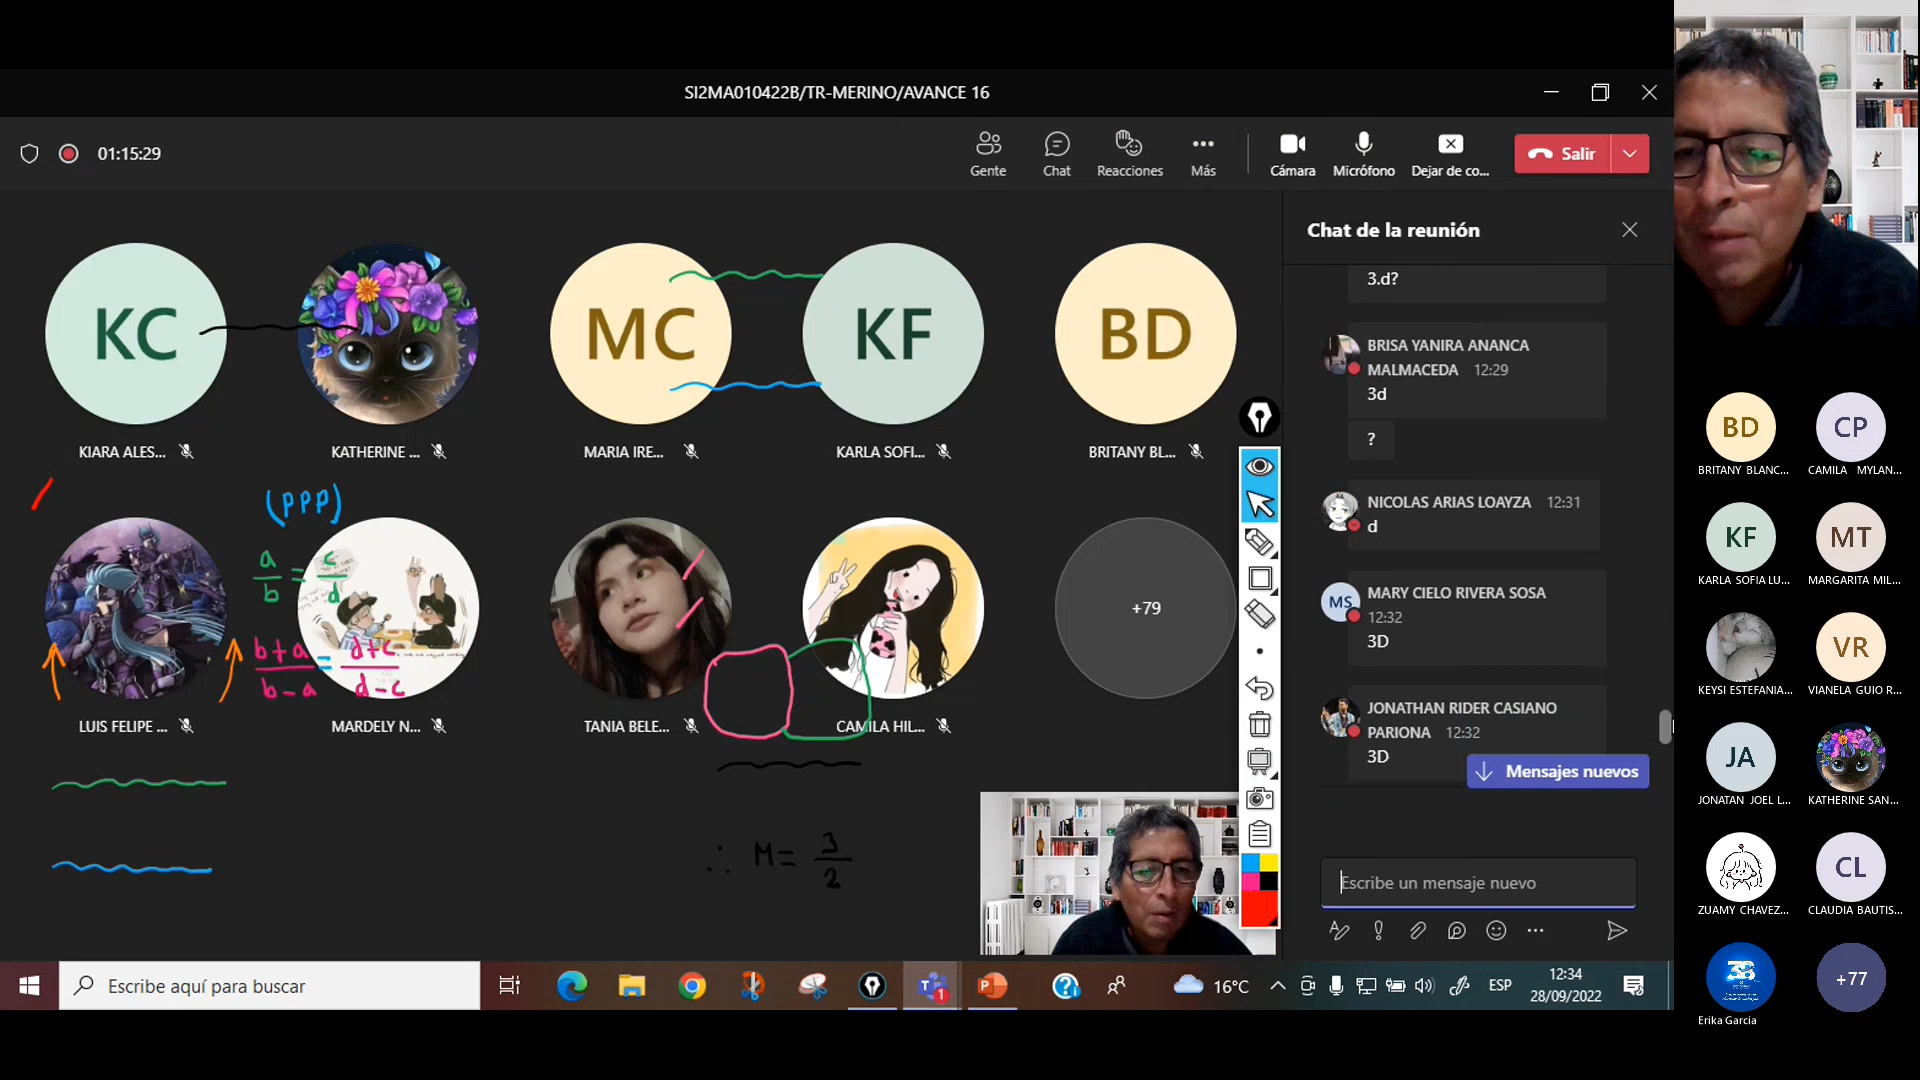 SI2MA010422B/TR-MERINO/AVANCE 16
01:15:29
Gente
Chat
Reacciones
Más
Cámara
Micrófono
Dejar de co...
Salir
KC
MC
KF
BD
KIARA ALES...
KATHERINE ...
MARIA IRE...
KARLA SOFI...
BRITANY BL...
(PPP)
a/b = c/d
b+a/b-a = d+c/d-c
+79
LUIS FELIPE ...
MARDELY N...
TANIA BELE...
CAMILA HIL...
∴ M= 3/2
Chat de la reunión
3.d?
BRISA YANIRA ANANCA
MALMACEDA 12:29
3d
?
NICOLAS ARIAS LOAYZA 12:31
d
MS
MARY CIELO RIVERA SOSA
12:32
3D
JONATHAN RIDER CASIANO
PARIONA 12:32
3D
Mensajes nuevos
Escribe un mensaje nuevo
BD
CP
BRITANY BLANC...
CAMILA MYLAN...
KF
MT
KARLA SOFIA LU...
MARGARITA MIL...
VR
KEYSI ESTEFANIA...
VIANELA GUIO R...
JA
JONATAN JOEL L...
KATHERINE SAN...
CL
ZUAMY CHAVEZ...
CLAUDIA BAUTIS...
+77
Erika Garcia
Escribe aquí para buscar
1
16°C
ESP
12:34
28/09/2022